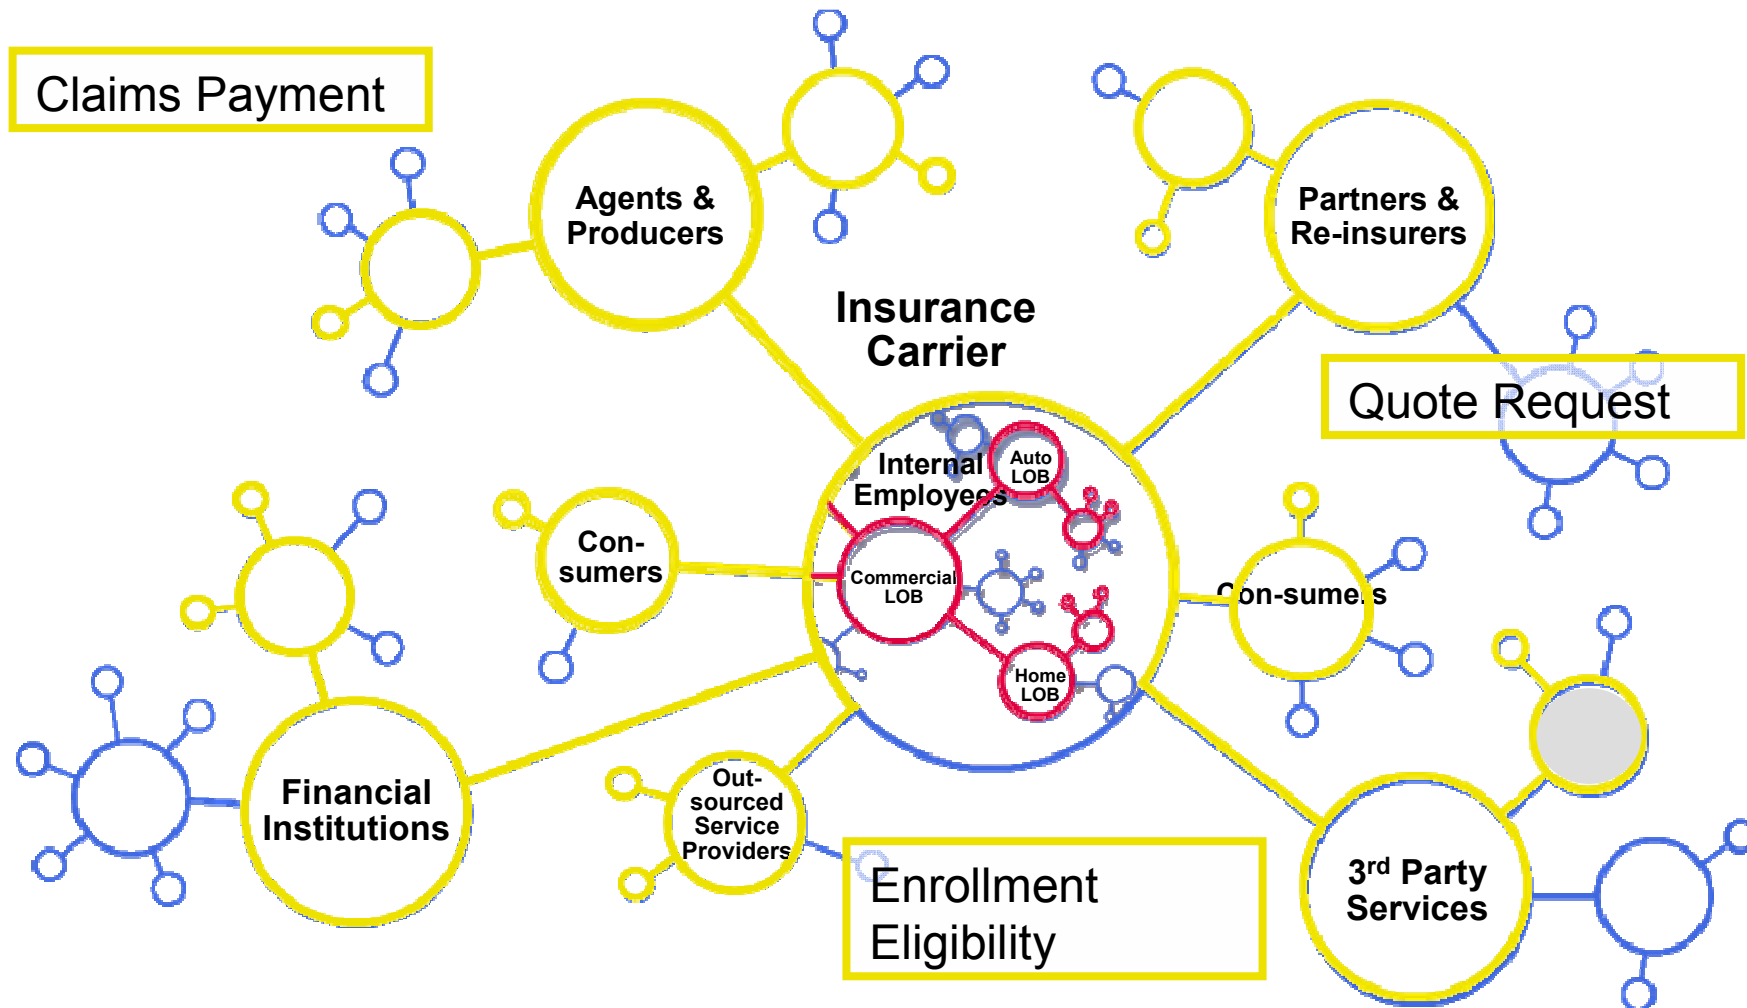 Claims Payment
Agents &
Producers
Partners &
Re-insurers
Insurance
Carrier
Quote Request
Internal
Employees
Auto
LOB
Con-
sumers
Commercial
LOB
Con-sumers
Home
LOB
Financial
Institutions
Out-
sourced
Service
Providers
Enrollment
Eligibility
3rd Party
Services